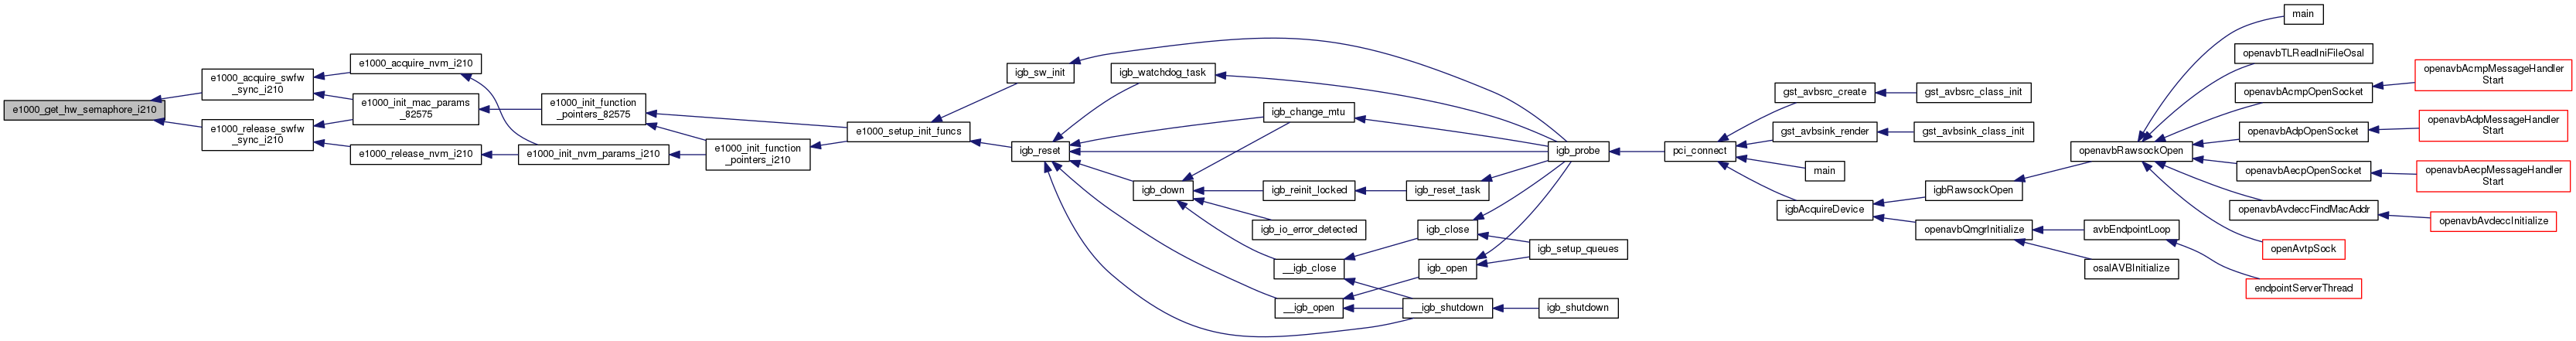 e1000_get_hw_semaphore_i210
e1000_acquire_swfw
_sync_i210
e1000_release_swfw
_sync_i210
e1000_acquire_nvm_i210
e1000_init_mac_params
_82575
e1000_release_nvm_i210
e1000_init_function
_pointers_82575
e1000_init_nvm_params_i210
e1000_init_function
_pointers_i210
e1000_setup_init_funcs
igb_sw_init
igb_reset
igb_watchdog_task
igb_down
igb_change_mtu
igb_reinit_locked
igb_io_error_detected
__igb_close
__igb_open
igb_reset_task
igb_close
igb_open
__igb_shutdown
igb_probe
igb_setup_queues
igb_shutdown
pci_connect
gst_avbsrc_create
gst_avbsink_render
main
igbAcquireDevice
gst_avbsrc_class_init
gst_avbsink_class_init
igbRawsockOpen
openavbQmgrInitialize
openavbRawsockOpen
avbEndpointLoop
osalAVBInitialize
main
openavbTLReadIniFileOsal
openavbAcmpOpenSocket
openavbAdpOpenSocket
openavbAecpOpenSocket
openavbAvdeccFindMacAddr
openAvtpSock
endpointServerThread
openavbAcmpMessageHandler
Start
openavbAdpMessageHandler
Start
openavbAecpMessageHandler
Start
openavbAvdeccInitialize